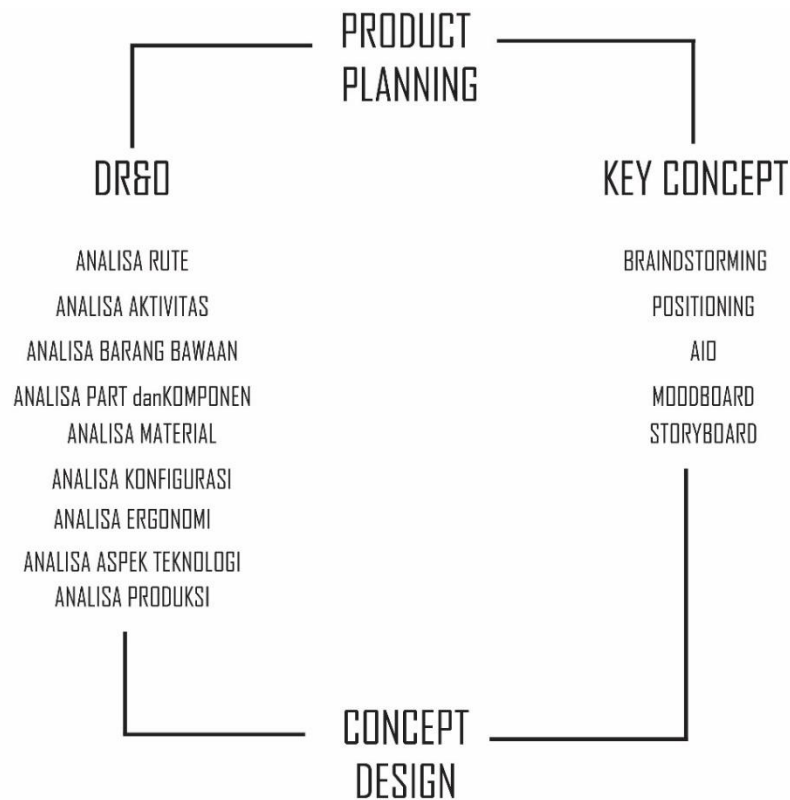 PRODUCT
PLANNING
DR&O
ANALISA RUTE
ANALISA AKTIVITAS
ANALISA BARANG BAWAAN
ANALISA PART danKOMPONEN
ANALISA MATERIAL
ANALISA KONFIGURASI
ANALISA ERGONOMI
ANALISA ASPEK TEKNOLOGI
ANALISA PRODUKSI
KEY CONCEPT
BRAINDSTORMING
POSITIONING
AIO
MOODBOARD
STORYBOARD
CONCEPT
DESIGN